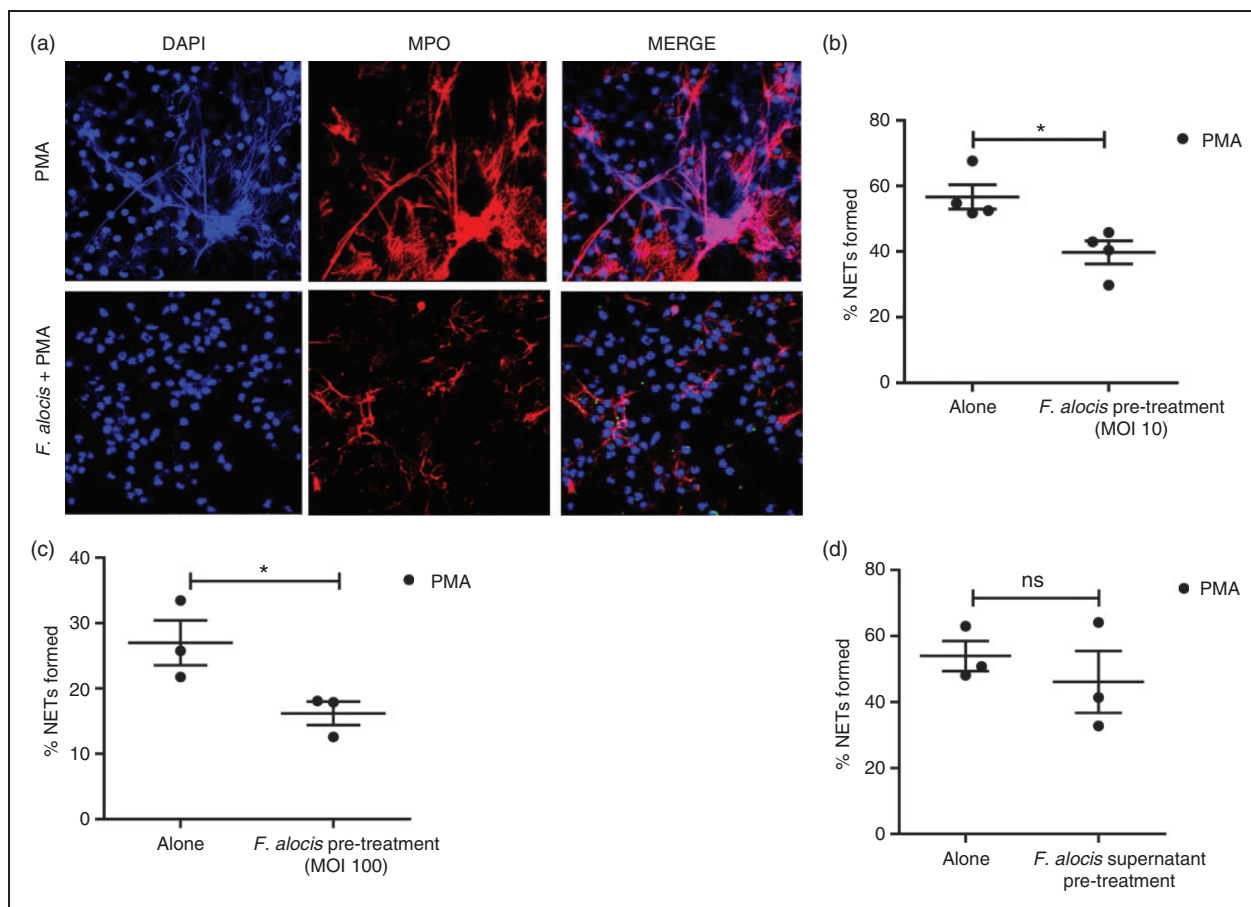 (a)
DAPI
MPO
MERGE
PMA
F. alocis + PMA
(b)
80
60
40
20
0
% NETs formed
*
PMA
Alone
F. alocis pre-treatment
(MOI 10)
(c)
40
30
20
10
0
% NETs formed
*
PMA
Alone
F. alocis pre-treatment
(MOI 100)
(d)
80
60
40
20
0
% NETs formed
ns
PMA
Alone
F. alocis supernatant
pre-treatment